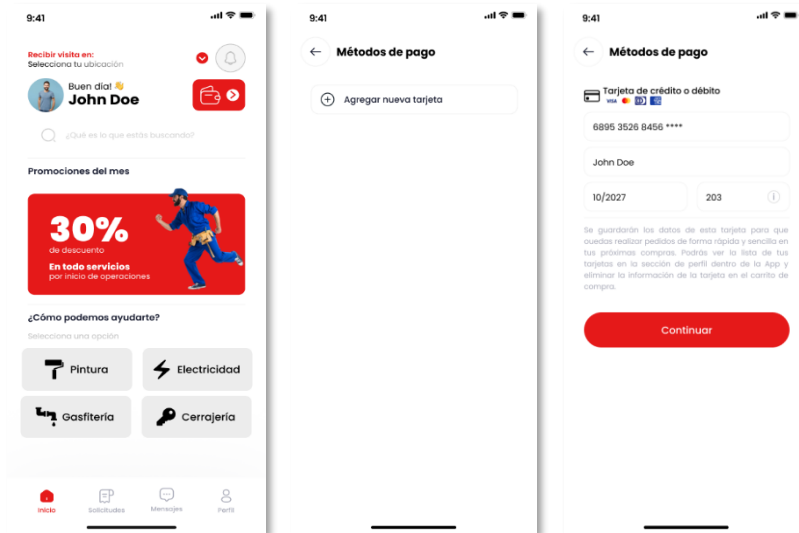 9:41
Recibir visita en:
Selecciona tu ubicación
Buen día! 👋
John Doe
¿Qué es lo que estás buscando?
Promociones del mes
30%
de descuento
En todo servicios
por inicio de operaciones
¿Cómo podemos ayudarte?
Selecciona una opción
Pintura
Electricidad
Gasfitería
Cerrajería
Inicio
Solicitudes
Mensajes
Perfil
9:41
Métodos de pago
Agregar nueva tarjeta
9:41
Métodos de pago
Tarjeta de crédito o débito
VISA
6895 3526 8456 ****
John Doe
10/2027
203
Se guardarán los datos de esta tarjeta para que
ouedas realizar pedidos de forma rápida y sencilla en
tus próximas compras. Podrás ver la lista de tus
tarjetas en la sección de perfil dentro de la App y
eliminar la información de la tarjeta en el carrito de
compra.
Continuar